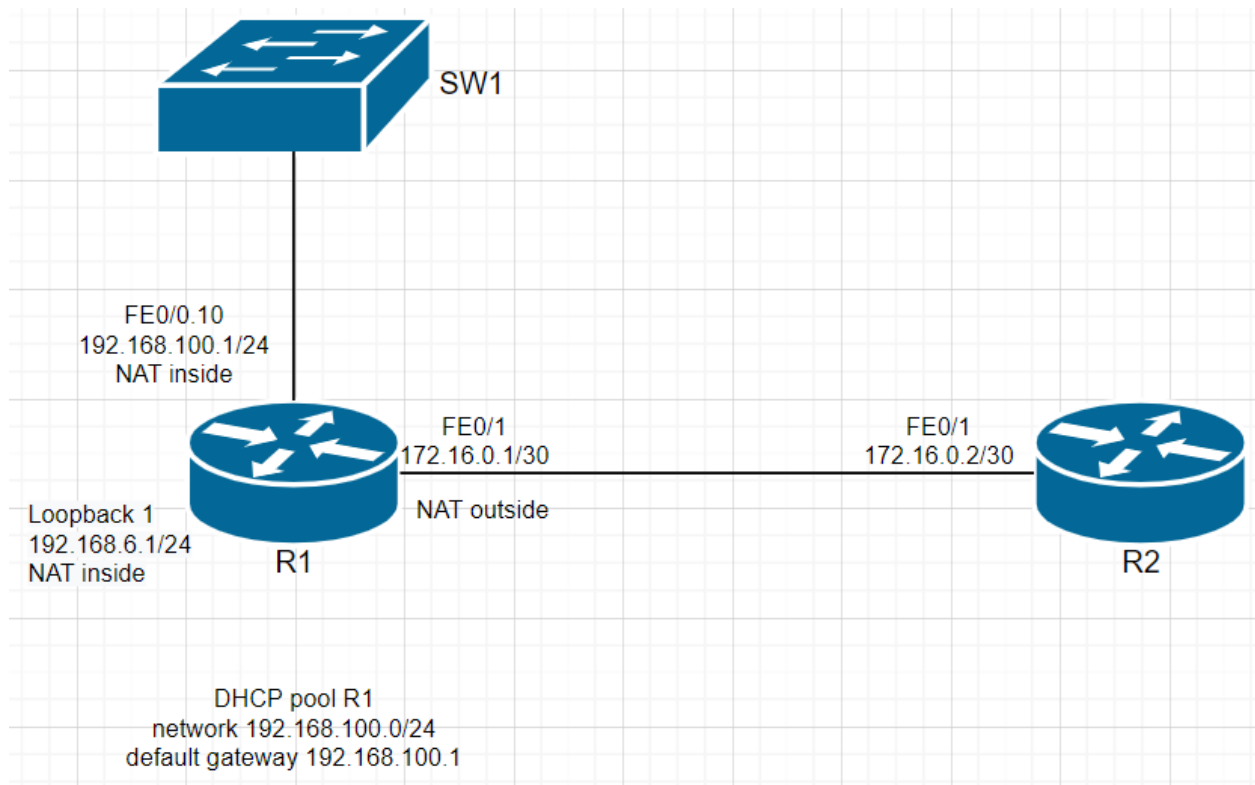 SW1
FE0/0.10
192.168.100.1/24
NAT inside
FE0/1
172.16.0.1/30
NAT outside
FE0/1
172.16.0.2/30
Loopback 1
192.168.6.1/24
NAT inside
R1
R2
DHCP pool R1
network 192.168.100.0/24
default gateway 192.168.100.1